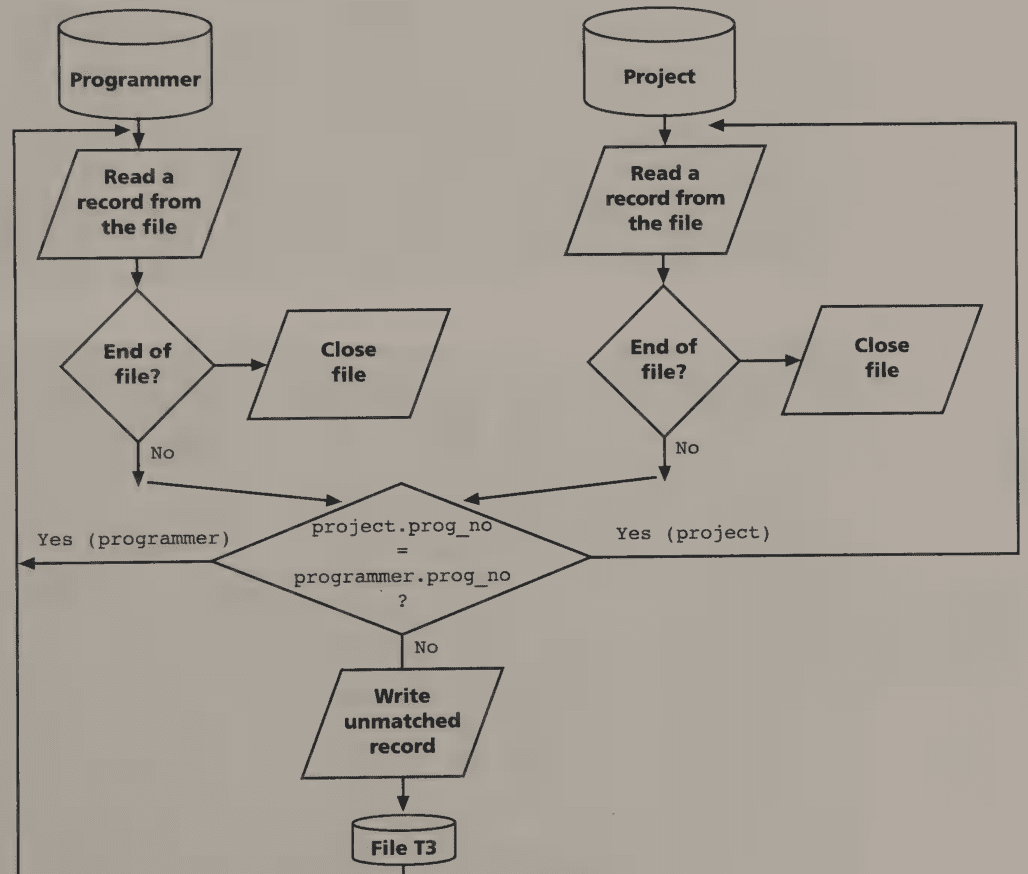 Programmer
Project
Read a
record from
the file
Read a
record from
the file
End of
file?
Close
file
End of
file?
Close
file
No
No
project.prog_no
=
programmer.prog_no
?
Yes (programmer)
Yes (project)
No
Write
unmatched
record
File T3